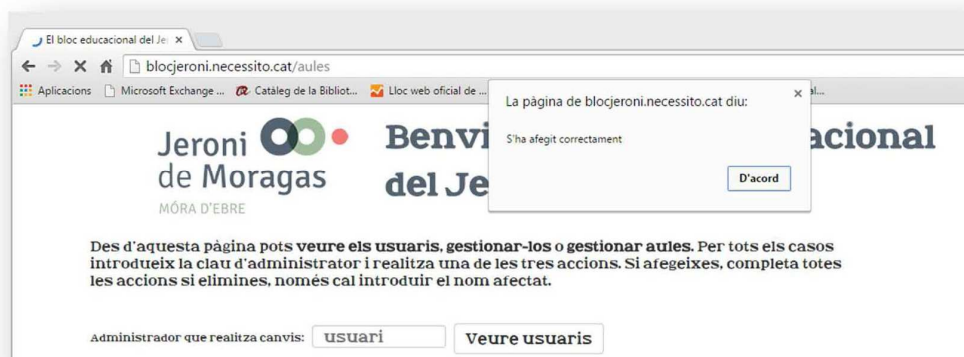 El bloc educacional del Je
blocjeroni.necessito.cat/aules
Aplicacions Microsoft Exchange ... Catàleg de la Bibliot... Lloc web oficial de ... al...
La pàgina de blocjeroni.necessito.cat diu:
S'ha afegit correctament
D'acord
Jeroni
de Moragas
MÓRA D'EBRE
Benvi acional
del Je
Des d'aquesta pàgina pots veure els usuaris, gestionar-los o gestionar aules. Per tots els casos
introdueix la clau d'administrator i realitza una de les tres accions. Si afegeixes, completa totes
les accions si elimines, només cal introduir el nom afectat.
Administrador que realitza canvis: usuari Veure usuaris